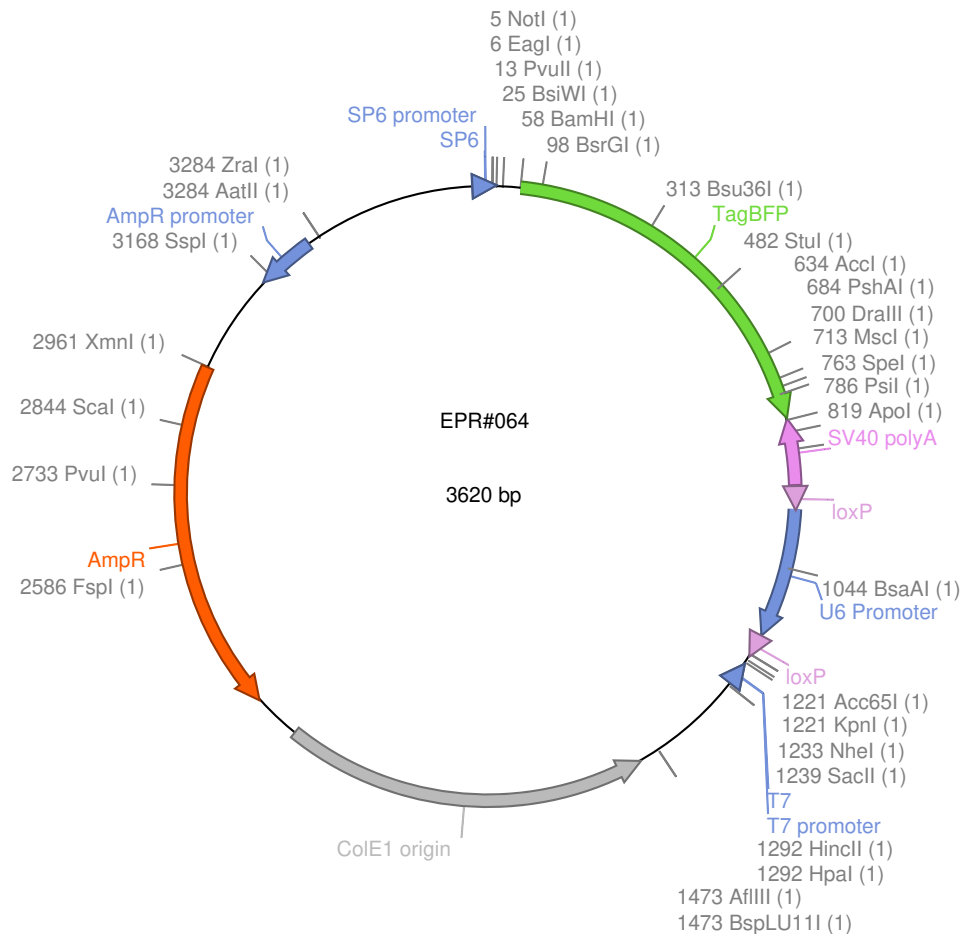 5 NotI (1)
6 EagI (1)
13 PvuII (1)
25 BsiWI (1)
58 BamHI (1)
98 BsrGI (1)
SP6 promoter
SP6
3284 ZraI (1)
3284 AatII (1)
AmpR promoter
3168 SspI (1)
313 Bsu36I (1)
TagBFP
482 StuI (1)
634 AccI (1)
684 PshAI (1)
700 DraIII (1)
713 MscI (1)
763 SpeI (1)
786 PsiI (1)
819 ApoI (1)
SV40 polyA
loxP
2961 XmnI (1)
2844 ScaI (1)
2733 PvuI (1)
AmpR
2586 FspI (1)
EPR#064
3620 bp
1044 BsaAI (1)
U6 Promoter
loxP
1221 Acc65I (1)
1221 KpnI (1)
1233 NheI (1)
1239 SacII (1)
T7
T7 promoter
1292 HincII (1)
1292 HpaI (1)
1473 AflIII (1)
1473 BspLU11I (1)
ColE1 origin